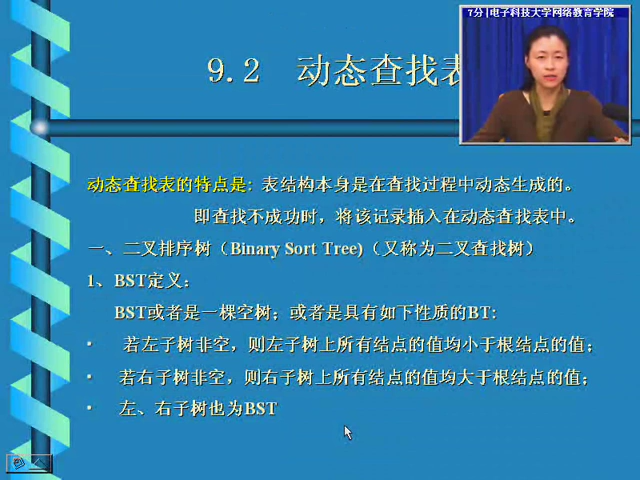 7分|电子科技大学网络教育学院
9.2 动态查找表
动态查找表的特点是: 表结构本身是在查找过程中动态生成的。
即查找不成功时，将该记录插入在动态查找表中。
一、二叉排序树（Binary Sort Tree)（又称为二叉查找树）
1、BST定义：
BST或者是一棵空树；或者是具有如下性质的BT:
· 若左子树非空，则左子树上所有结点的值均小于根结点的值；
· 若右子树非空，则右子树上所有结点的值均大于根结点的值；
· 左、右子树也为BST